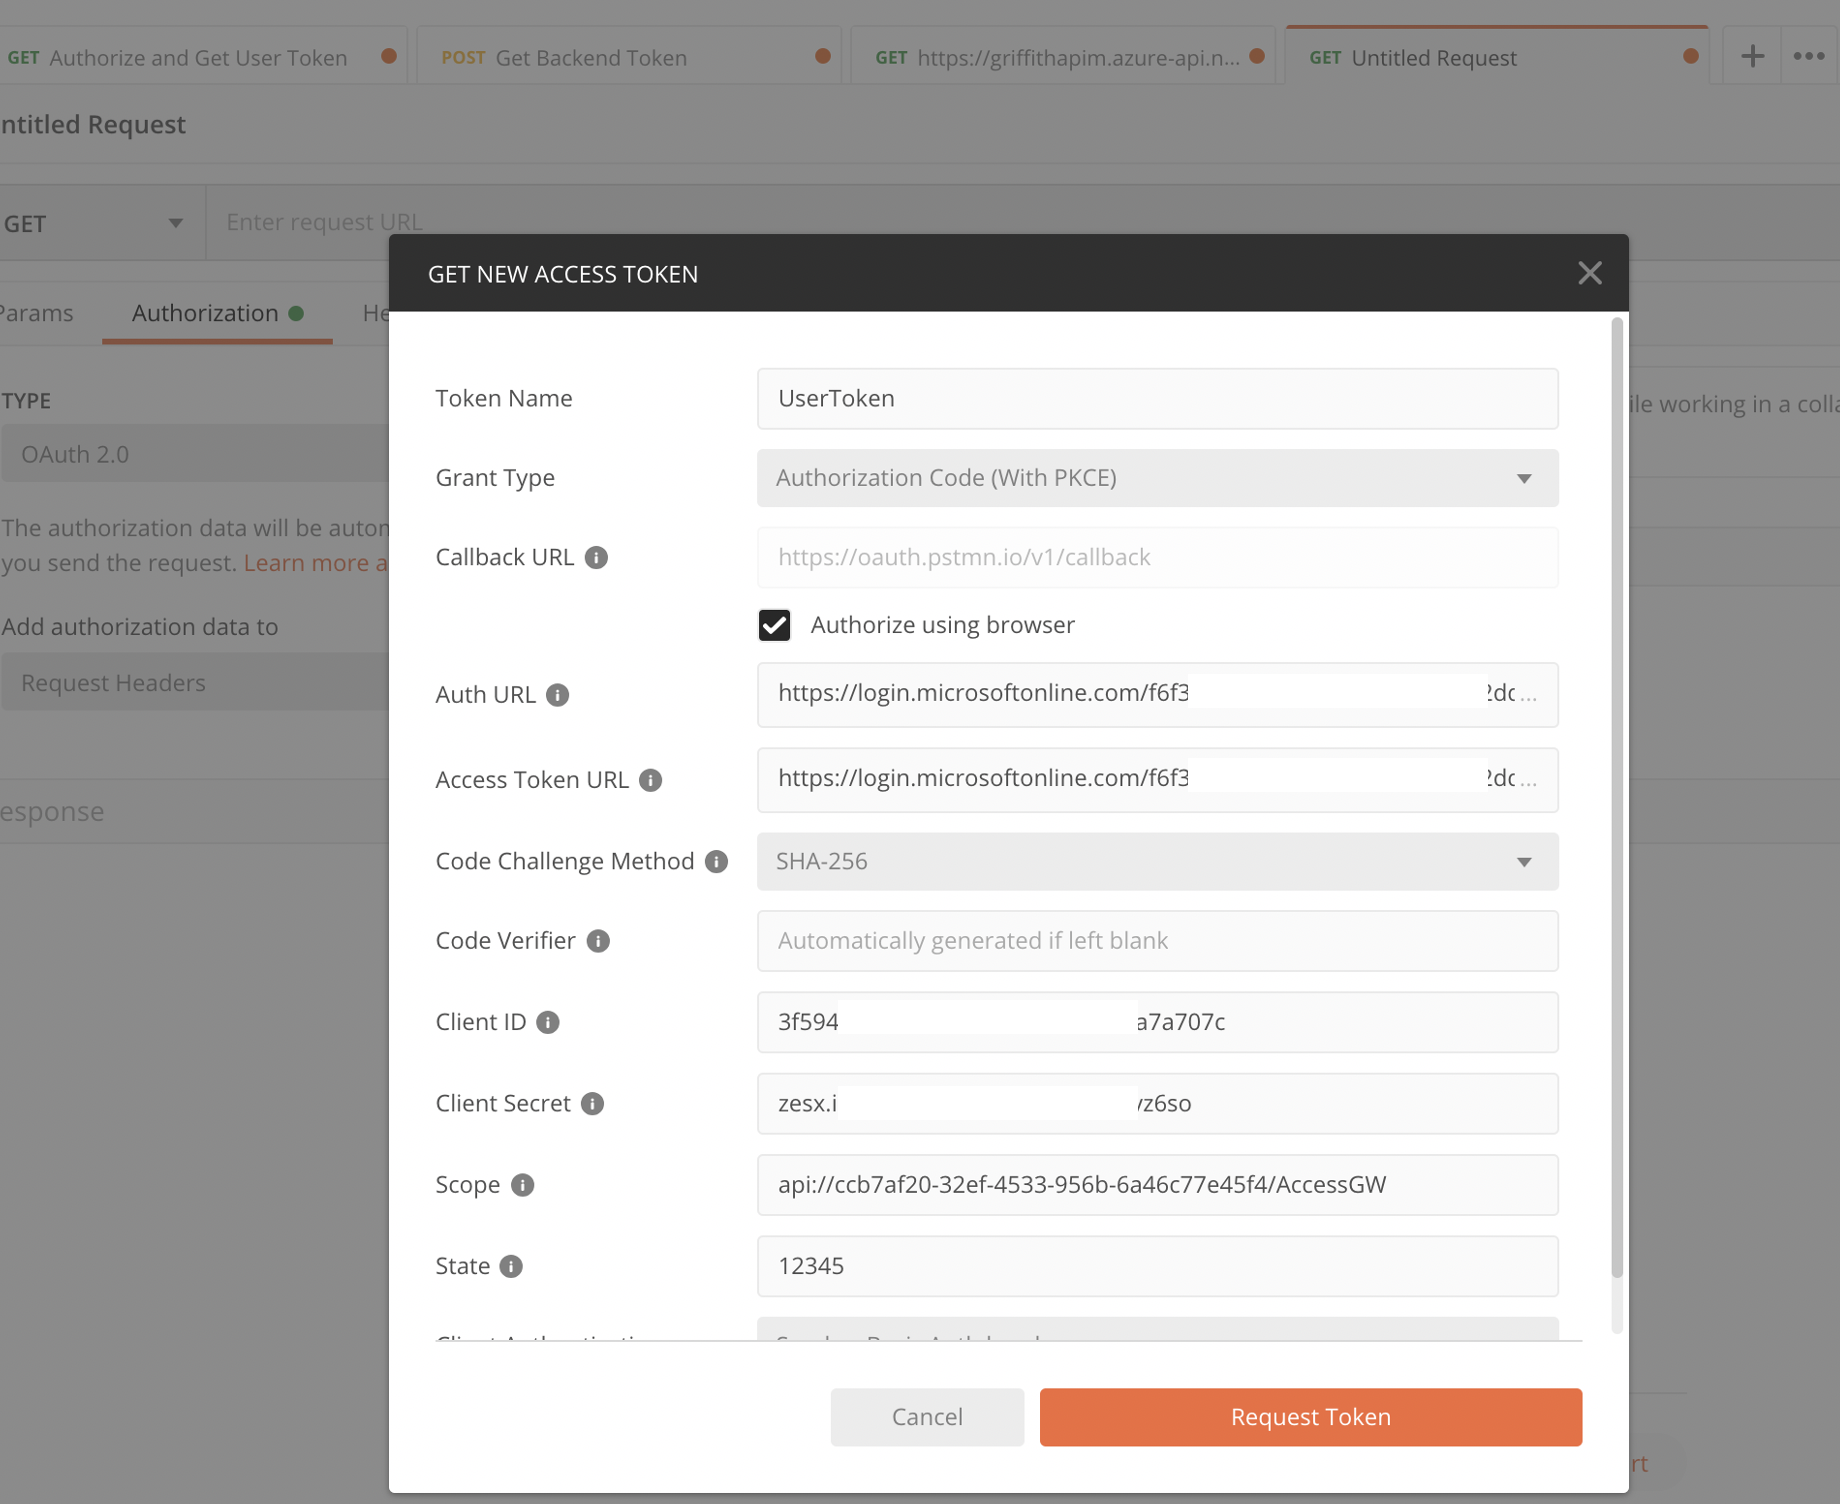 GET Authorize and Get User Token
POST Get Backend Token
GET https://griffithapim.azure-api.n...
GET Untitled Request
ntitled Request
GET
Enter request URL
Params
Authorization
He
TYPE
OAuth 2.0
The authorization data will be auton
you send the request. Learn more a
Add authorization data to
Request Headers
esponse
ile working in a colla
GET NEW ACCESS TOKEN
Token Name
UserToken
Grant Type
Authorization Code (With PKCE)
Callback URL
https://oauth.pstmn.io/v1/callback
Authorize using browser
Auth URL
https://login.microsoftonline.com/f6f3 2dc...
Access Token URL
https://login.microsoftonline.com/f6f3 2dc...
Code Challenge Method
SHA-256
Code Verifier
Automatically generated if left blank
Client ID
3f594 a7a707c
Client Secret
zesx.i vz6so
Scope
api://ccb7af20-32ef-4533-956b-6a46c77e45f4/AccessGW
State
12345
Cancel
Request Token
rt